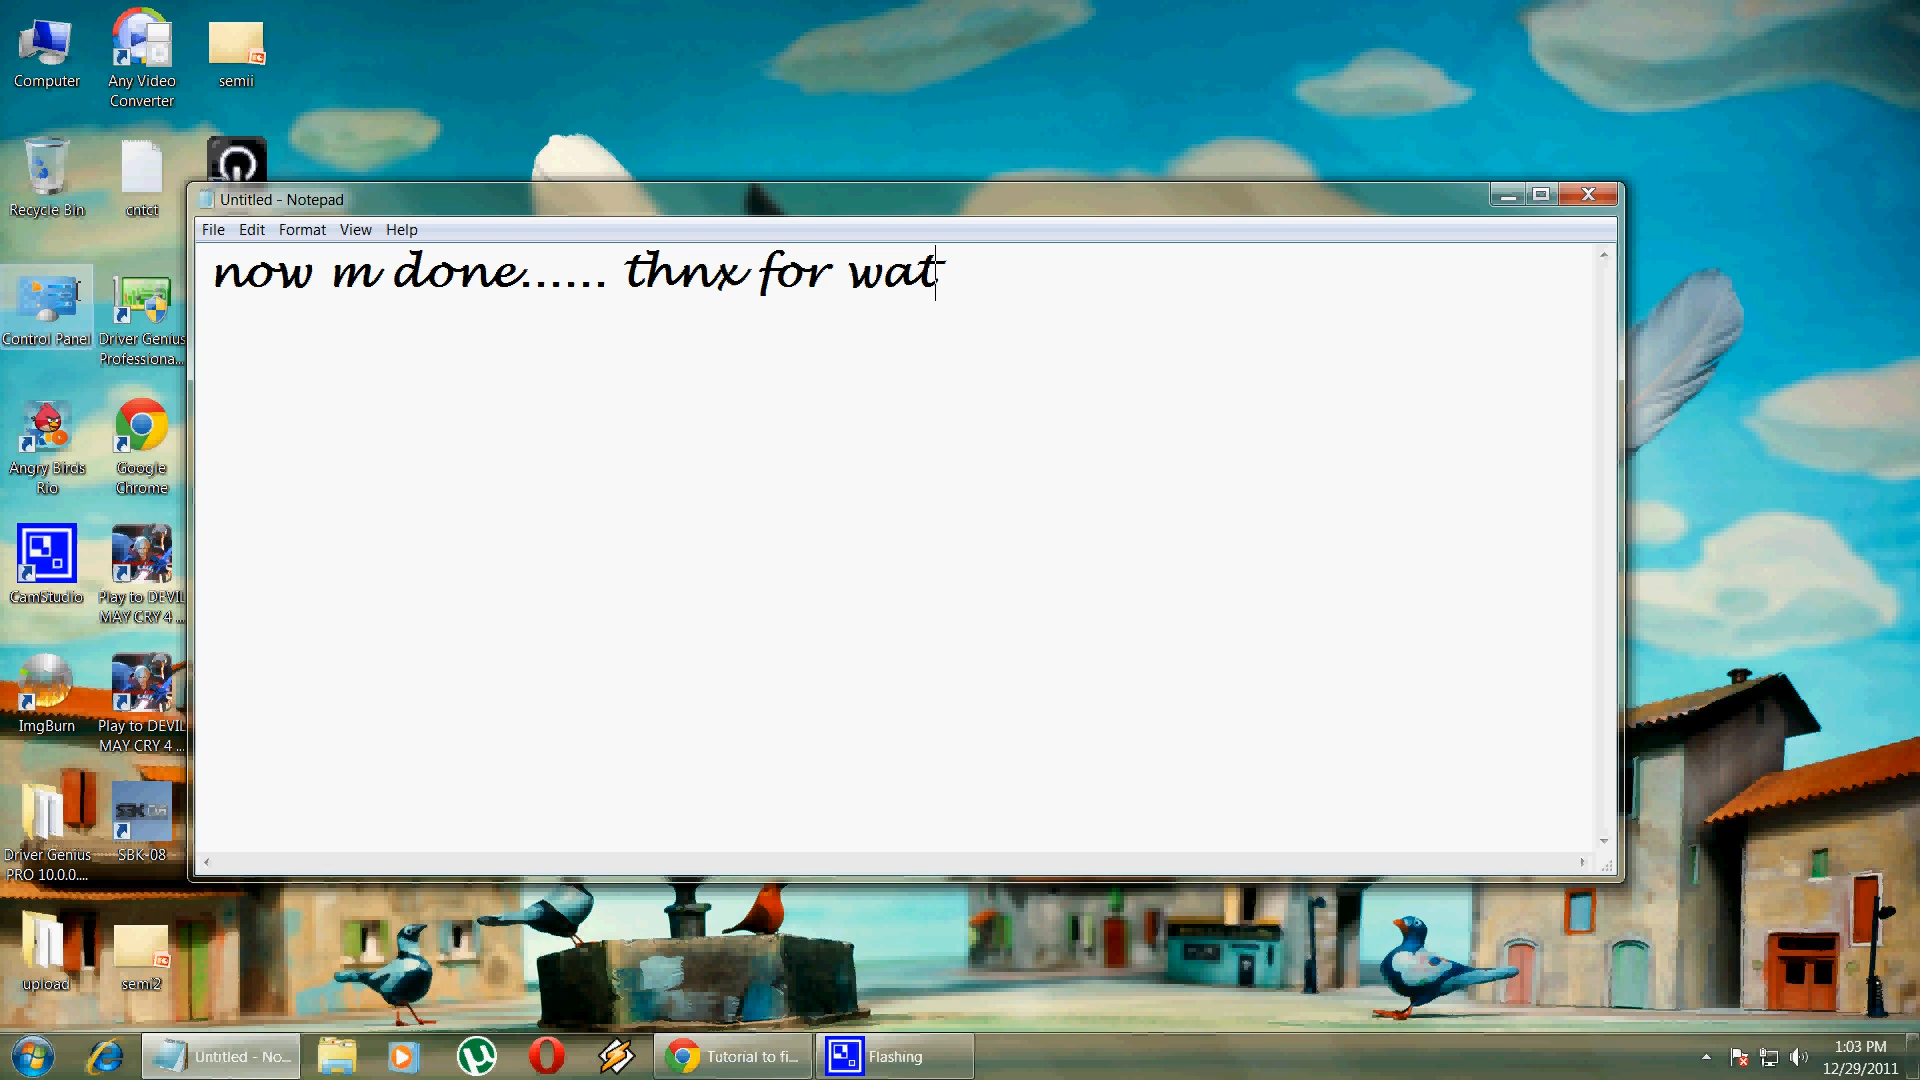 Computer
Any Video
Converter
semii
Recycle Bin
cntct
Untitled - Notepad
File Edit Format View Help
now m done...... thnx for wat
Control Panel
Driver Genius
Professiona...
Angry Birds
Rio
Google
Chrome
CamStudio
Play to DEVIL
MAY CRY 4 ...
ImgBurn
Play to DEVIL
MAY CRY 4 ...
Driver Genius
PRO 10.0.0....
SBK-08
upload
semi2
Untitled - No...
Tutorial to fi...
Flashing
1:03 PM
12/29/2011